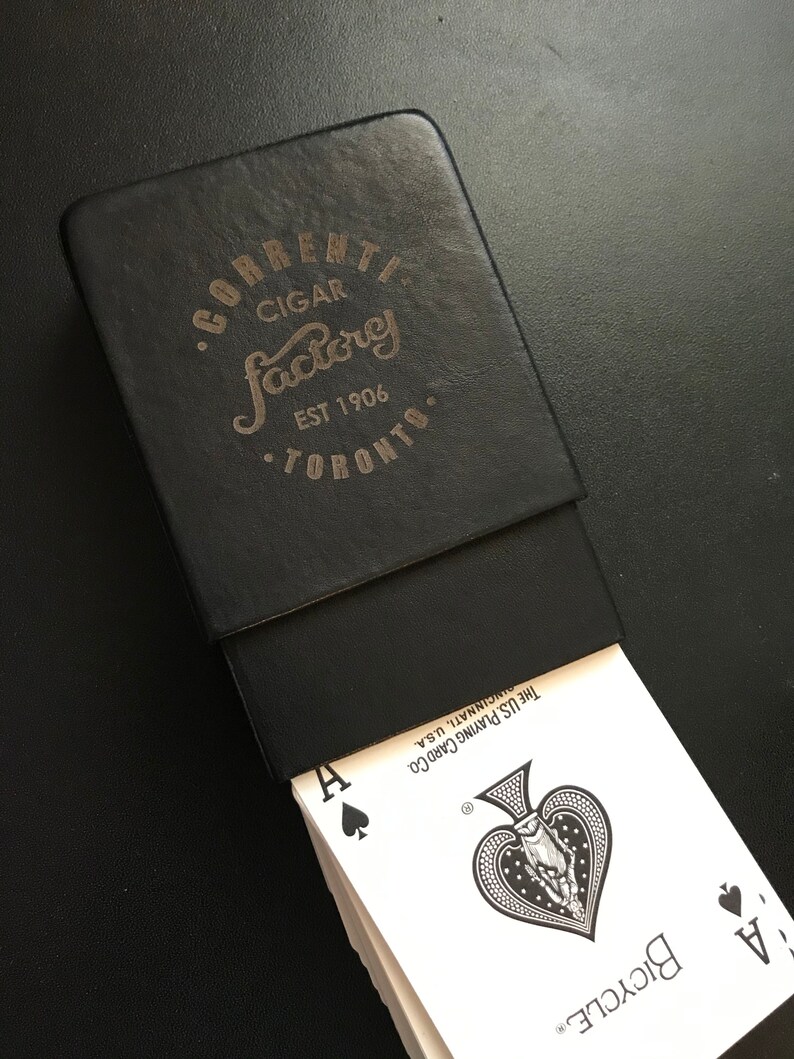 • CORRENTI •
CIGAR
factory
EST 1906
• TORONTO •
A
THE U.S. PLAYING CARD CO.
CINCINNATI, U.S.A.
®
BICYCLE®
A